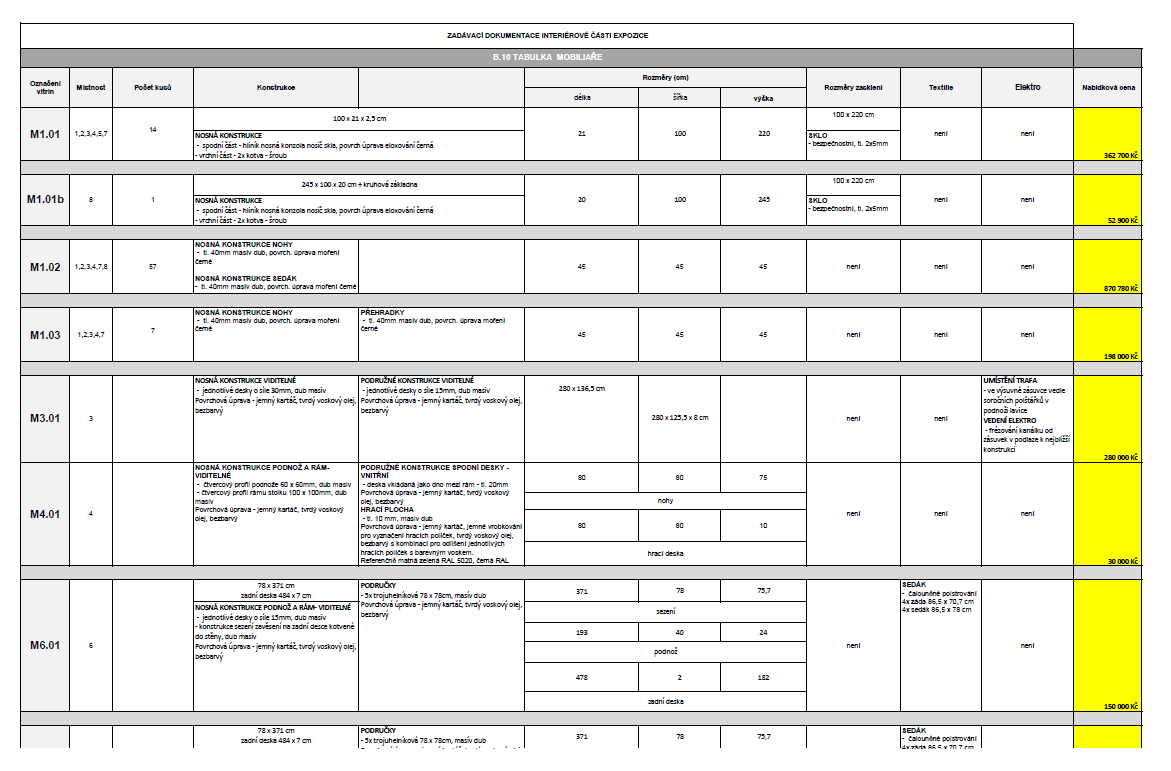 ZADÁVACÍ DOKUMENTACE INTERIÉROVÉ ČÁSTI EXPOZICE
B.10 TABULKA MOBILIAŘE
Označení vitrín
Místnost
Počet kusů
Konstrukce
Rozměry (cm)
délka
šířka
výčka
Rozměry zasklení
Textilie
Elektro
Nabídková cena
M1.01
1,2,3,4,5,7
14
100 x 21 x 2,5 cm
NOSNÁ KONSTRUKCE
- spodní část - hliník nosná konzola nosič skla, povrch úprava eloxování černá
- vrchní část - 2x kotva - šroub
21
100
220
100 x 220 cm
SKLO
- bezpečnostní, tl. 2x5mm
není
není
362 700 Kč
M1.01b
8
1
245 x 100 x 20 cm + kruhová základna
NOSNÁ KONSTRUKCE
- spodní část - hliník nosná konzola nosič skla, povrch úprava eloxování černá
- vrchní část - 2x kotva - šroub
20
100
245
100 x 220 cm
SKLO
- bezpečnostní, tl. 2x5mm
není
není
52 900 Kč
M1.02
1,2,3,4,7,8
57
NOSNÁ KONSTRUKCE NOHY
- tl. 40mm masiv dub, povrch. úprava moření
černé
NOSNÁ KONSTRUKCE SEDÁK
- tl. 40mm masiv dub, povrch. úprava moření černé
45
45
45
není
není
není
870 780 Kč
M1.03
1,2,3,4,7
7
NOSNÁ KONSTRUKCE NOHY
- tl. 40mm masiv dub, povrch. úprava moření
černé
PŘEHRADKY
- tl. 40mm masiv dub, povrch. úprava moření
černé
45
45
45
není
není
není
198 000 Kč
M3.01
3
NOSNÁ KONSTRUKCE VIDITELNÉ
- jednotlivé desky o síle 30mm, dub masiv
Povrchová úprava - jemný kartáč, tvrdý voskový olej,
bezbarvý
PODRUŽNÉ KONSTRUKCE VIDITELNÉ
- jednotlivé desky o síle 15mm, dub masiv
Povrchová úprava - jemný kartáč, tvrdý voskový olej,
bezbarvý
280 x 136,5 cm
280 x 125,5 x 8 cm
není
není
UMÍSTĚNÍ TRAFA
- ve výsuvné zásuvce vedle
sorbčních polštářků v
podnoži lavice
VEDENÍ ELEKTRO
- frézování kanálku od
zásuvek v podlaze k nejbližší
konstrukci
280 000 Kč
M4.01
4
NOSNÁ KONSTRUKCE PODNOŽ A RÁM-
VIDITELNÉ
- čtvercový profil podnože 60 x 60mm, dub masiv
- čtvercový profil rámu stolku 100 x 100mm, dub
masiv
Povrchová úprava - jemný kartáč, tvrdý voskový
olej, bezbarvý
PODRUŽNÉ KONSTRUKCE SPODNÍ DESKY -
VNITŘNÍ
- deska vkládaná jako dno mezi rám - tl. 20mm
Povrchová úprava - jemný kartáč, tvrdý voskový
olej, bezbarvý
HRACÍ PLOCHA
- tl. 10 mm, masiv dub
Povrchová úprava - jemný kartáč, jemné vrobkování
pro vyznačení hracích políček, tvrdý voskový olej,
bezbarvý s kombinací pro odlišení jednotlivých
hracích políček s barevným voskem.
Referenčně matná zelená RAL 6020, černá RAL
80
80
75
nohy
80
80
10
hrací deska
není
není
není
30 000 Kč
M6.01
6
78 x 371 cm
zadní deska 484 x 7 cm
NOSNÁ KONSTRUKCE PODNOŽ A RÁM- VIDITELNÉ
- jednotlivé desky o síle 15mm, dub masiv
- konstrukce sezení zavěšení na zadní desce kotvené
do stěny, dub masiv
Povrchová úprava - jemný kartáč, tvrdý voskový olej,
bezbarvý
PODRUČKY
- 5x trojuhelníková 78 x 78cm, masiv dub
Povrchová úprava - jemný kartáč, tvrdý voskový olej,
bezbarvý
371
78
75,7
sezení
193
40
24
podnož
478
2
182
zadní deska
není
SEDÁK
- čalouněné polstrování
4x záda 86,5 x 70,7 cm
4x sedák 86,5 x 78 cm
není
150 000 Kč
78 x 371 cm
zadní deska 484 x 7 cm
PODRUČKY
- 5x trojuhelníková 78 x 78cm, masiv dub
371
78
75,7
SEDÁK
- čalouněné polstrování
4x záda 86,5 x 70,7 cm